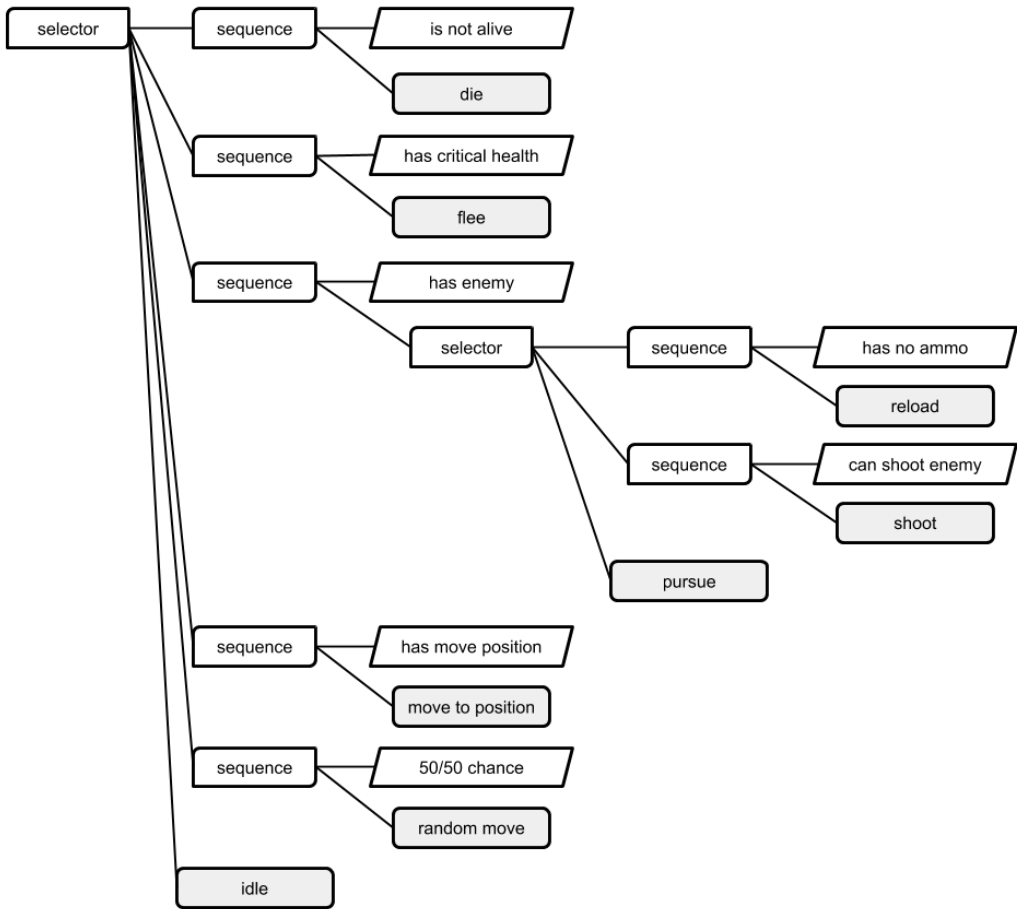 selector
sequence
is not alive
die
sequence
has critical health
flee
sequence
has enemy
selector
sequence
has no ammo
reload
sequence
can shoot enemy
shoot
pursue
sequence
has move position
move to position
sequence
50/50 chance
random move
idle